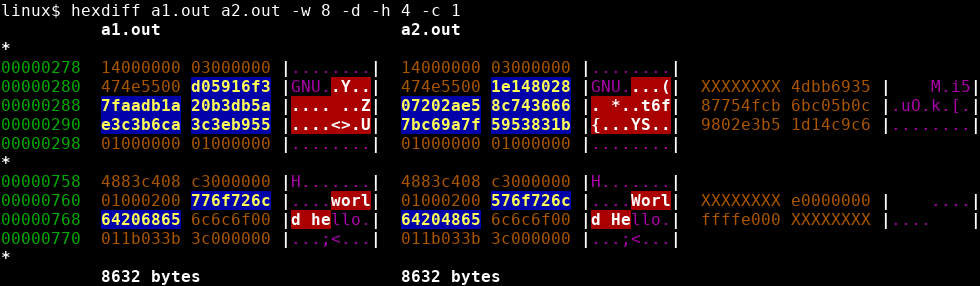 linux$ hexdiff a1.out a2.out -w 8 -d -h 4 -c 1
a1.out a2.out
*
00000278 14000000 03000000 |........| 14000000 03000000 |........|
00000280 474e5500 d05916f3 |GNU..Y..| 474e5500 1e148028 |GNU....(| XXXXXXXX 4dbb6935 |    M.i5|
00000288 7faadb1a 20b3db5a |.... ..Z| 07202ae5 8c743666 |. *..t6f| 87754fcb 6bc05b0c |.uO.k.[.|
00000290 e3c3b6ca 3c3eb955 |....<>.U| 7bc69a7f 5953831b |{...YS..| 9802e3b5 1d14c9c6 |........|
00000298 01000000 01000000 |........| 01000000 01000000 |........|
*
00000758 4883c408 c3000000 |H.......| 4883c408 c3000000 |H.......|
00000760 01000200 776f726c |....worl| 01000200 576f726c |....Worl| XXXXXXXX e0000000 |    ....|
00000768 64206865 6c6c6f00 |d hello.| 64204865 6c6c6f00 |d Hello.| ffffe000 XXXXXXXX |....    |
00000770 011b033b 3c000000 |...;<...| 011b033b 3c000000 |...;<...|
*
8632 bytes 8632 bytes